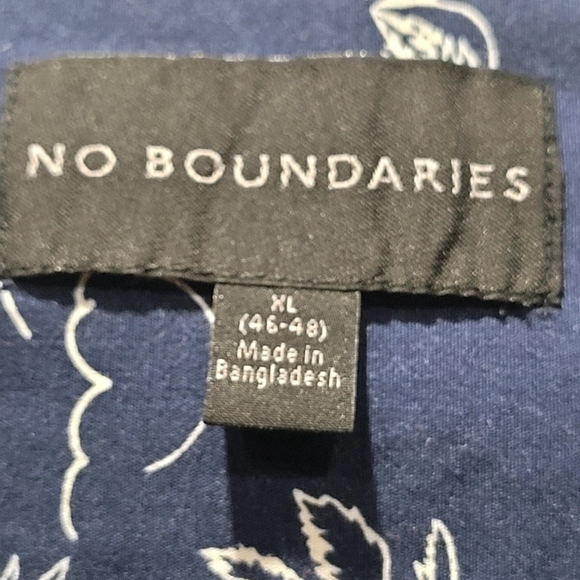 NO BOUNDARIES
XL
(46-48)
Made in
Bangladesh